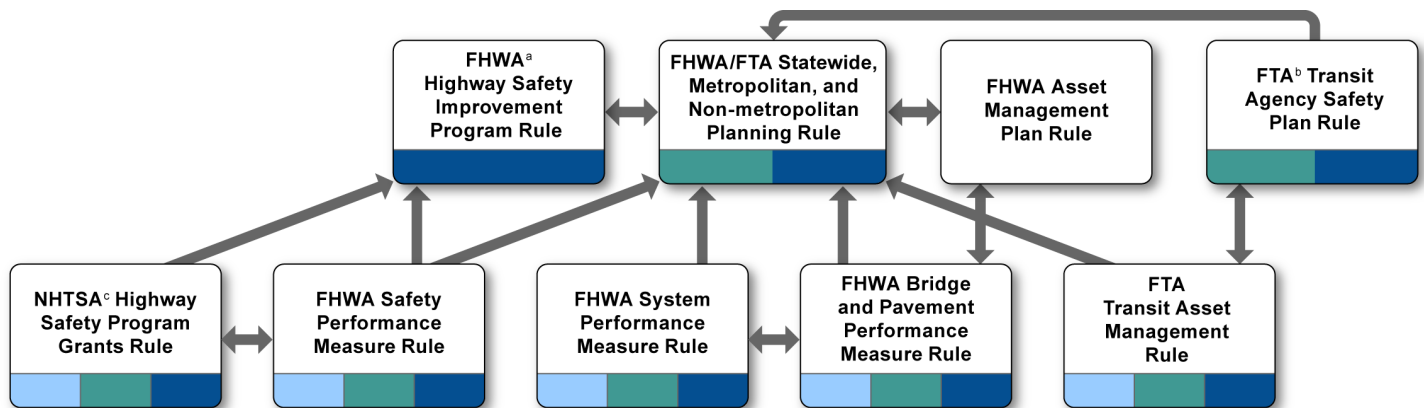 FHWAᵃ
Highway Safety
Improvement
Program Rule
FHWA/FTA Statewide,
Metropolitan, and
Non-metropolitan
Planning Rule
FHWA Asset
Management
Plan Rule
FTAᵇ Transit
Agency Safety
Plan Rule
NHTSAᶜ Highway
Safety Program
Grants Rule
FHWA Safety
Performance
Measure Rule
FHWA System
Performance
Measure Rule
FHWA Bridge
and Pavement
Performance
Measure Rule
FTA
Transit Asset
Management
Rule